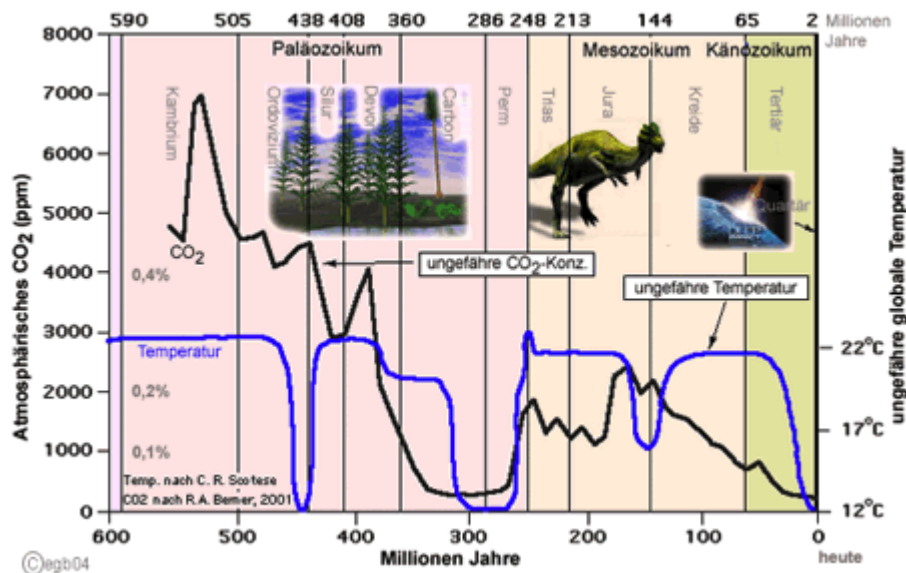 590 505 438 408 360 286 248 213 144 65 2 Millionen Jahre
8000
7000
6000
5000
4000
3000
2000
1000
0
Atmosphärisches CO2 (ppm)
Paläozoikum
Mesozoikum
Känozoikum
Kambrium
Ordovizium
Silur
Devon
Carbon
Perm
Trias
Jura
Kreide
Tertiär
Quartär
CO2
ungefähre CO2-Konz.
ungefähre Temperatur
Temperatur
0,4%
0,2%
0,1%
Temp. nach C. R. Scotese
CO2 nach R.A. Berner, 2001
22°C
17°C
12°C
ungefähre globale Temperatur
600 500 400 300 200 100 0
Millionen Jahre
heute
©egb04